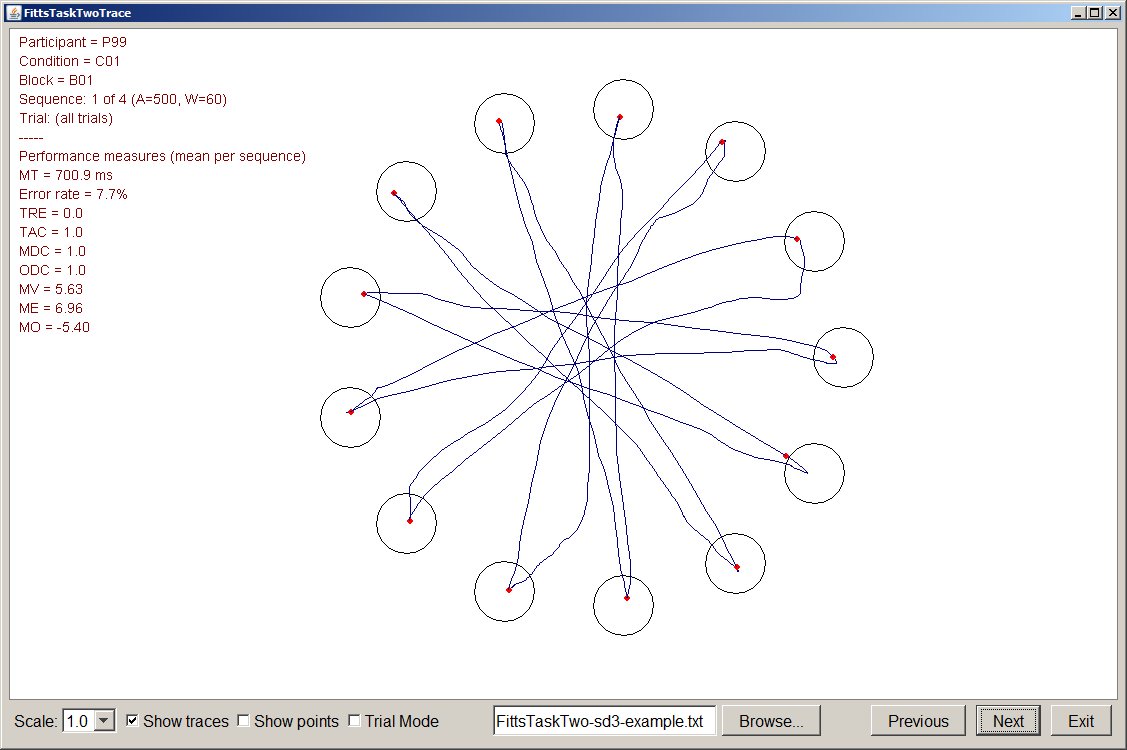 FittsTaskTwoTrace
Participant = P99
Condition = C01
Block = B01
Sequence: 1 of 4 (A=500, W=60)
Trial: (all trials)
-----
Performance measures (mean per sequence)
MT = 700.9 ms
Error rate = 7.7%
TRE = 0.0
TAC = 1.0
MDC = 1.0
ODC = 1.0
MV = 5.63
ME = 6.96
MO = -5.40
Scale: 1.0 Show traces Show points Trial Mode FittsTaskTwo-sd3-example.txt Browse... Previous Next Exit